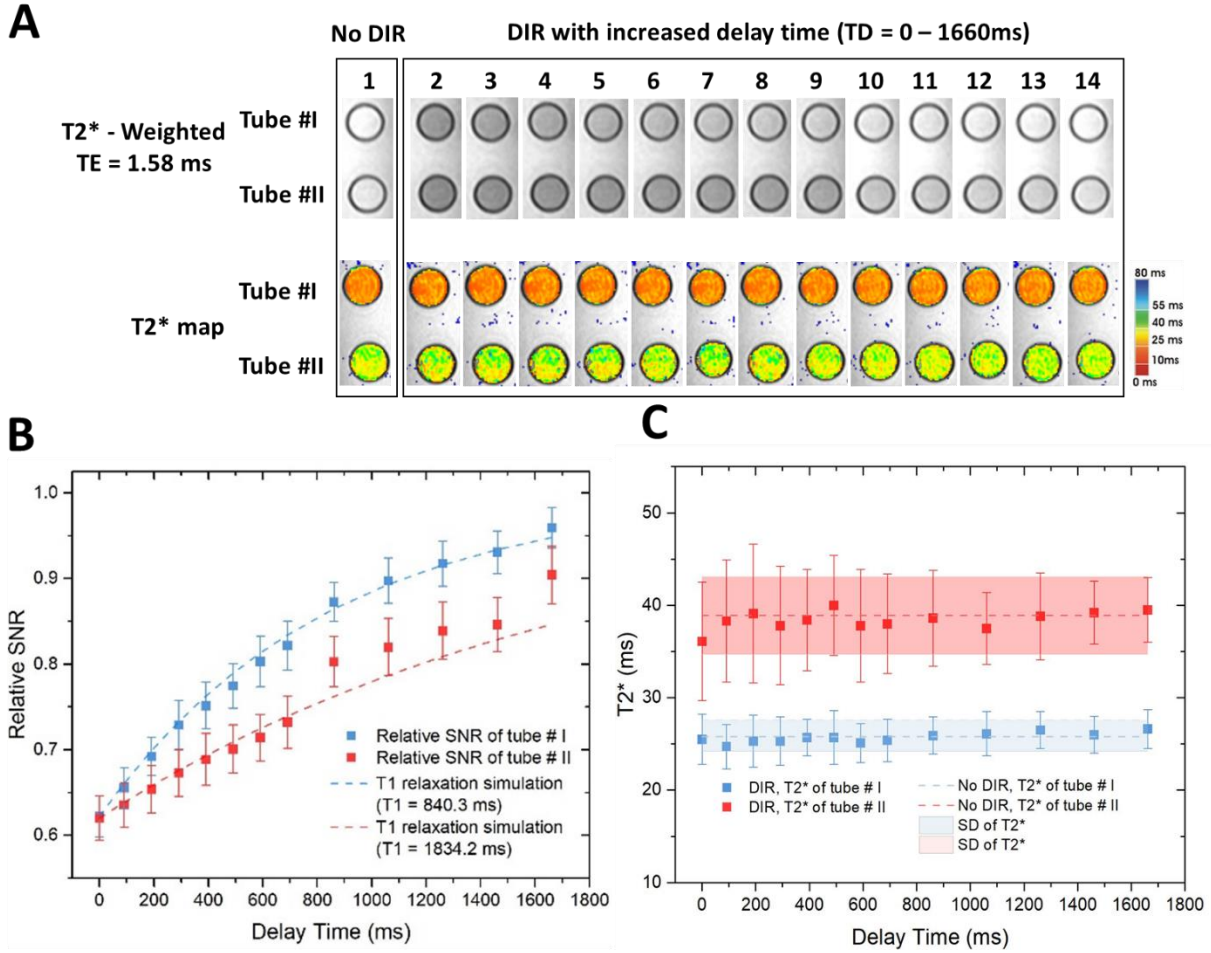 A
No DIR
DIR with increased delay time (TD = 0 – 1660ms)
1 2 3 4 5 6 7 8 9 10 11 12 13 14
T2* - Weighted
TE = 1.58 ms
Tube #I
Tube #II
T2* map
Tube #I
Tube #II
80 ms
55 ms
40 ms
25 ms
10ms
0 ms
B
Relative SNR
1.0
0.9
0.8
0.7
0.6
Relative SNR of tube # I
Relative SNR of tube # II
T1 relaxation simulation
(T1 = 840.3 ms)
T1 relaxation simulation
(T1 = 1834.2 ms)
0 200 400 600 800 1000 1200 1400 1600 1800
Delay Time (ms)
C
T2* (ms)
50
40
30
20
10
DIR, T2* of tube # I
DIR, T2* of tube # II
No DIR, T2* of tube # I
No DIR, T2* of tube # II
SD of T2*
SD of T2*
0 200 400 600 800 1000 1200 1400 1600 1800
Delay Time (ms)